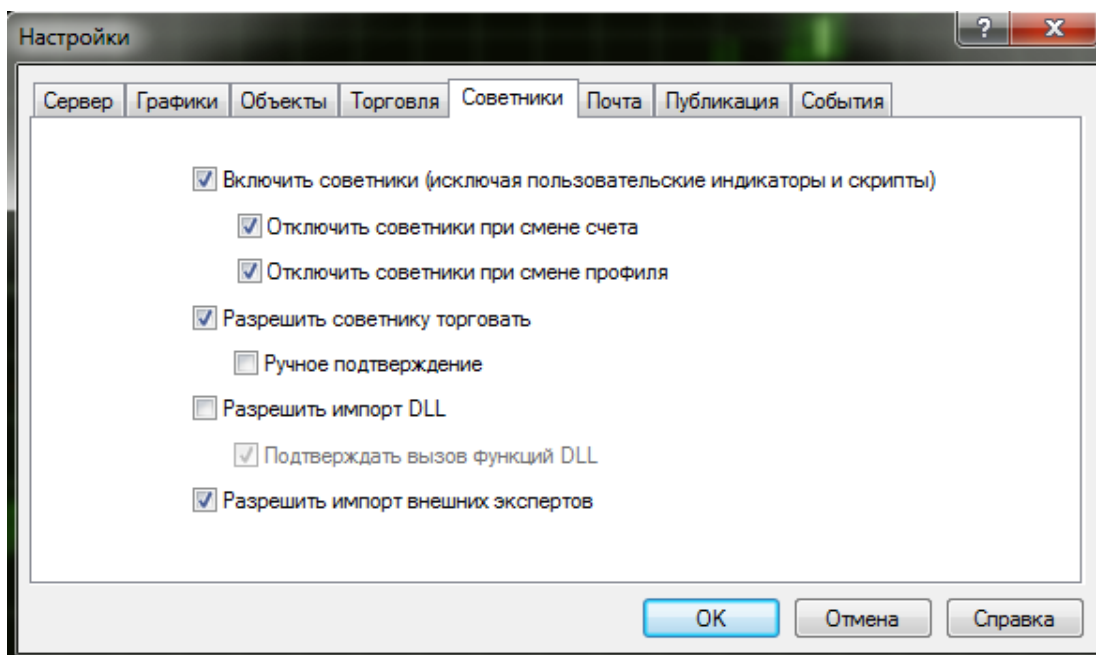 Настройки
Сервер Графики Объекты Торговля Советники Почта Публикация События
Включить советники (исключая пользовательские индикаторы и скрипты)
Отключить советники при смене счета
Отключить советники при смене профиля
Разрешить советнику торговать
Ручное подтверждение
Разрешить импорт DLL
Подтверждать вызов функций DLL
Разрешить импорт внешних экспертов
OK Отмена Справка